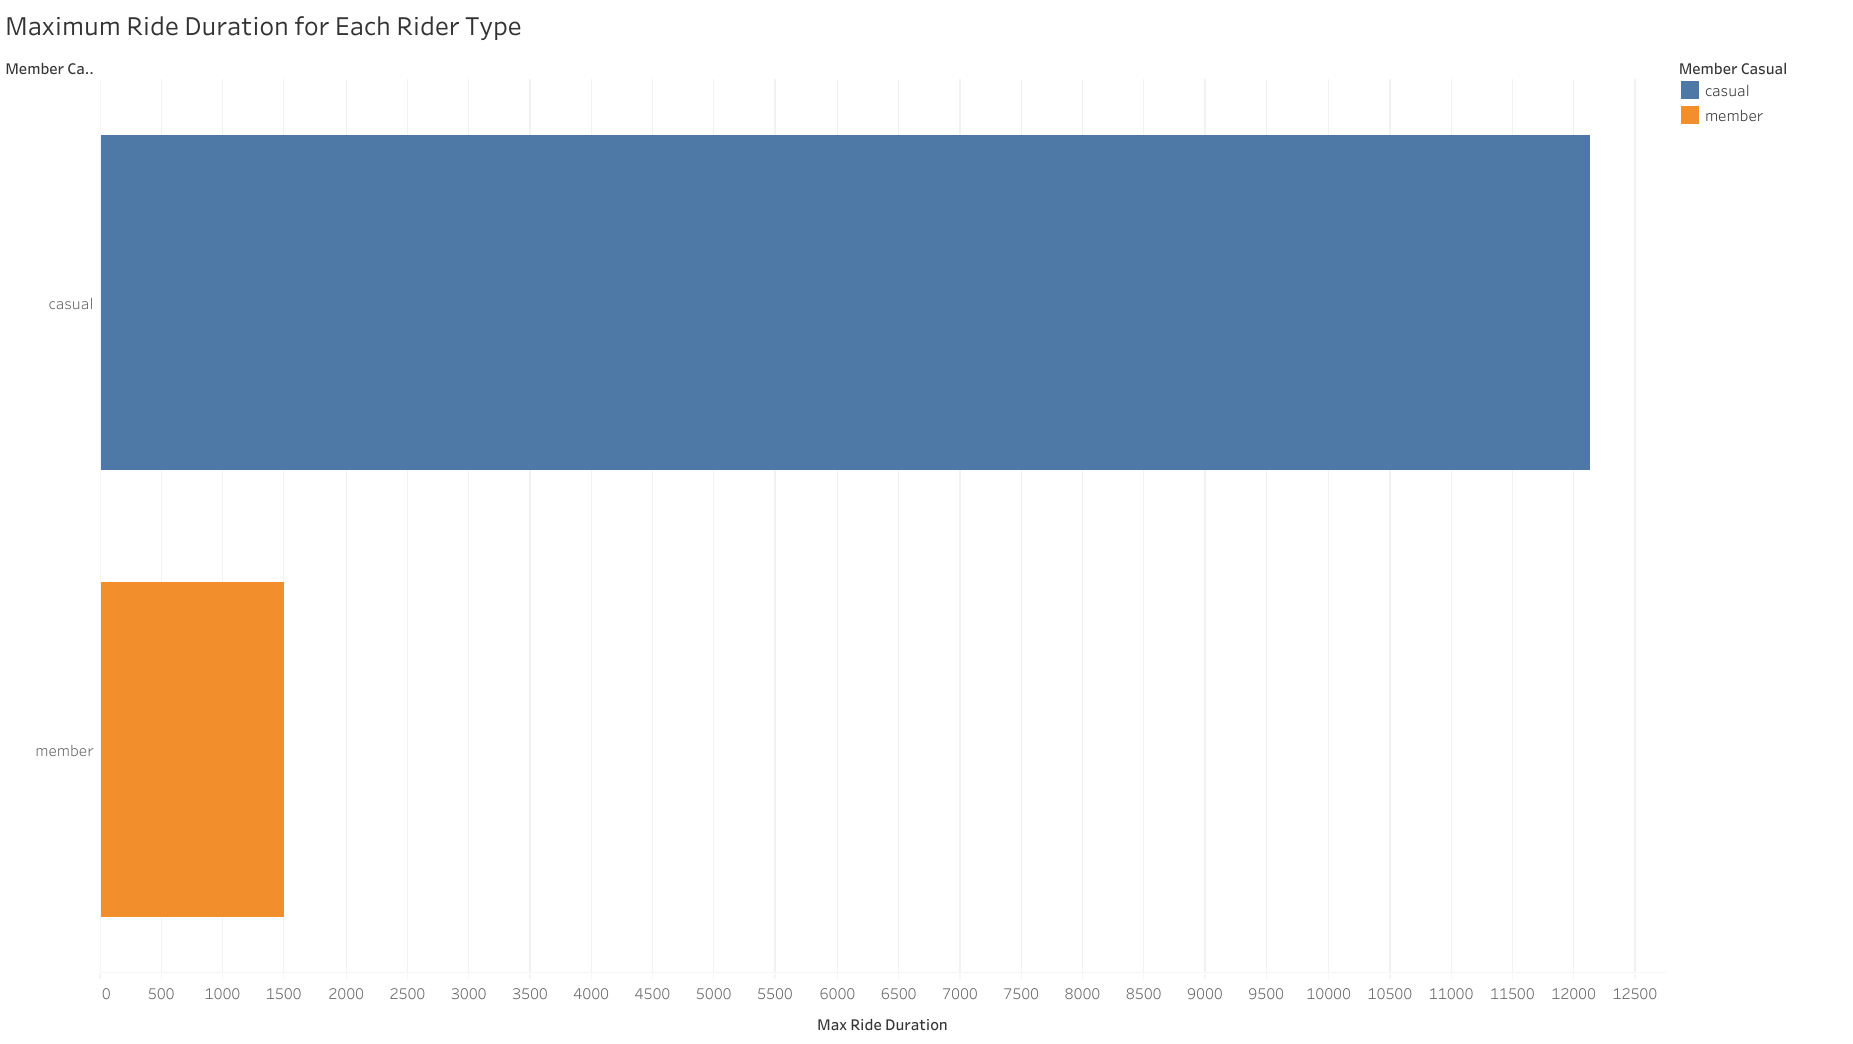 Maximum Ride Duration for Each Rider Type
Member Ca..
Member Casual
casual
member
casual
member
0 500 1000 1500 2000 2500 3000 3500 4000 4500 5000 5500 6000 6500 7000 7500 8000 8500 9000 9500 10000 10500 11000 11500 12000 12500
Max Ride Duration